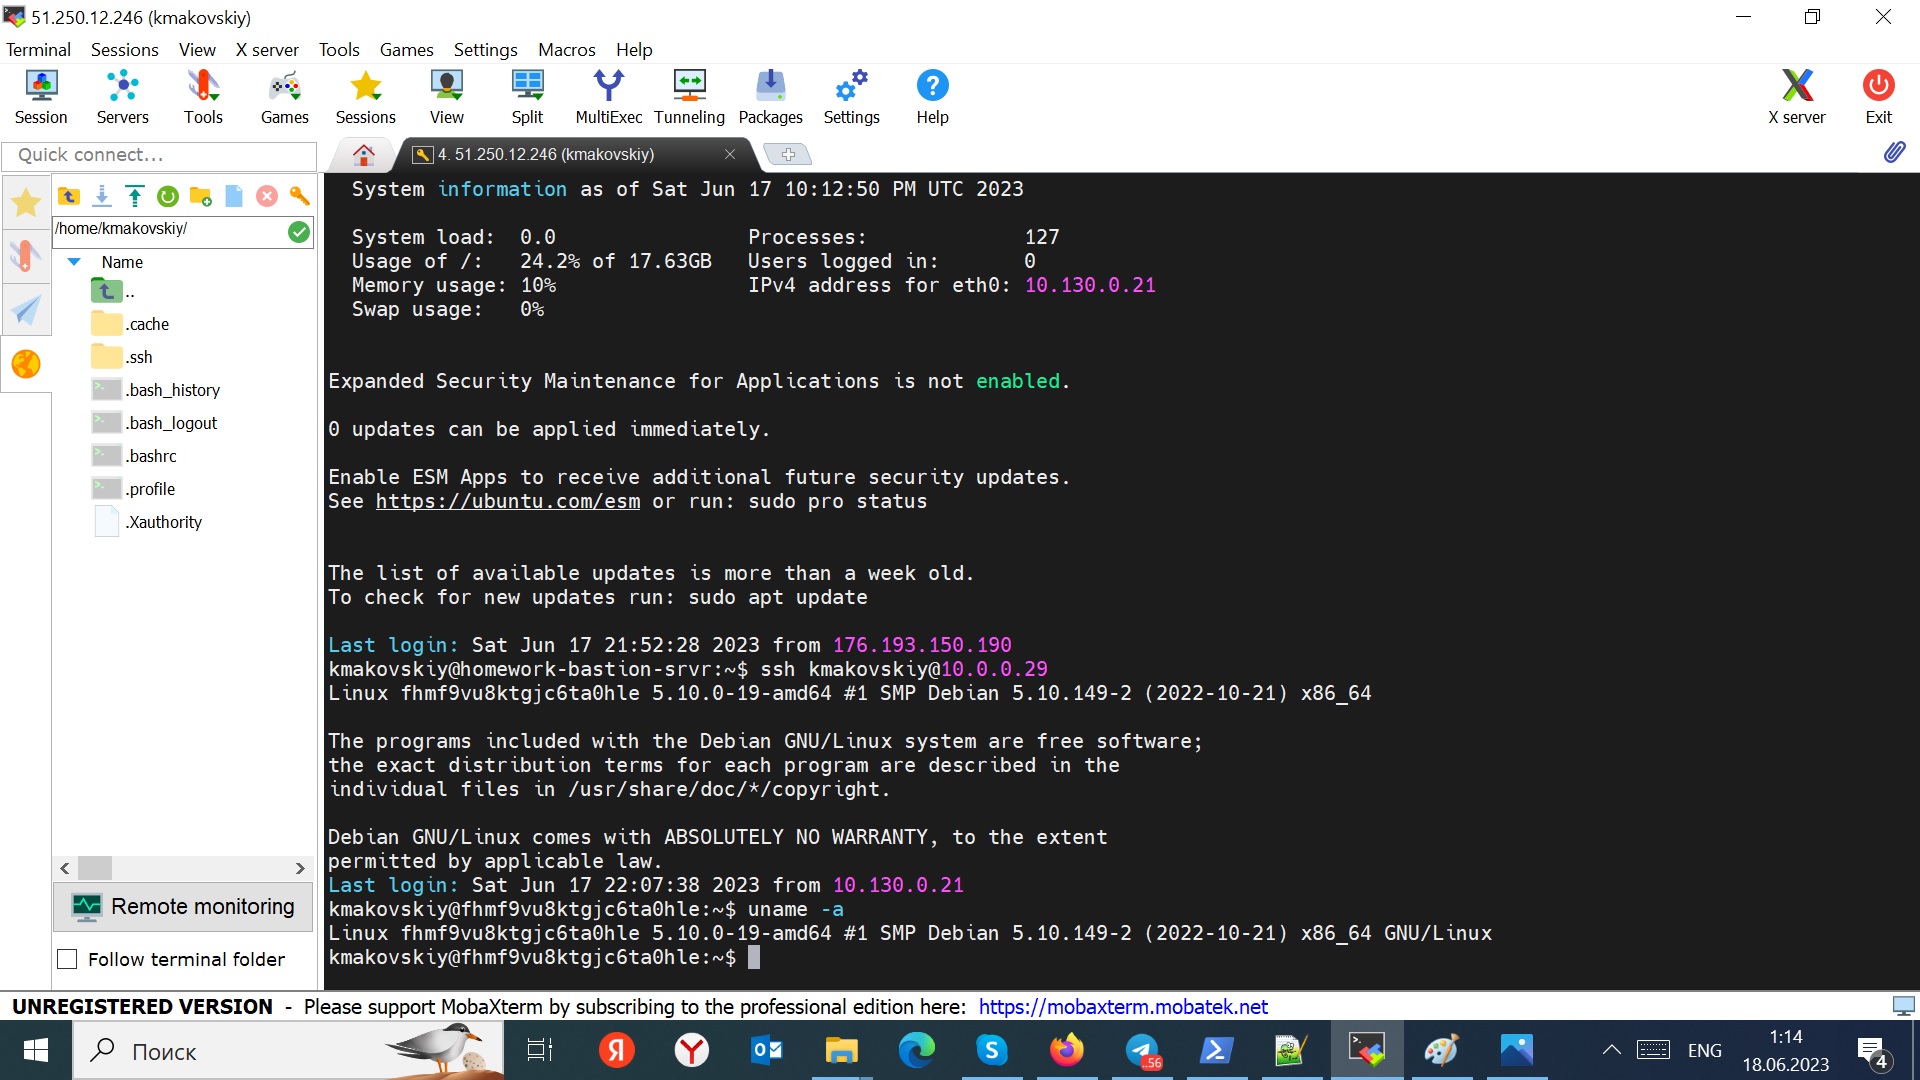 51.250.12.246 (kmakovskiy)
Terminal Sessions View X server Tools Games Settings Macros Help
Session Servers Tools Games Sessions View Split MultiExec Tunneling Packages Settings Help X server Exit
Quick connect...
4. 51.250.12.246 (kmakovskiy)
/home/kmakovskiy/
Name
..
.cache
.ssh
.bash_history
.bash_logout
.bashrc
.profile
.Xauthority
Remote monitoring
Follow terminal folder
System information as of Sat Jun 17 10:12:50 PM UTC 2023
System load: 0.0 Processes: 127
Usage of /: 24.2% of 17.63GB Users logged in: 0
Memory usage: 10% IPv4 address for eth0: 10.130.0.21
Swap usage: 0%
Expanded Security Maintenance for Applications is not enabled.
0 updates can be applied immediately.
Enable ESM Apps to receive additional future security updates.
See https://ubuntu.com/esm or run: sudo pro status
The list of available updates is more than a week old.
To check for new updates run: sudo apt update
Last login: Sat Jun 17 21:52:28 2023 from 176.193.150.190
kmakovskiy@homework-bastion-srvr:~$ ssh kmakovskiy@10.0.0.29
Linux fhmf9vu8ktgjc6ta0hle 5.10.0-19-amd64 #1 SMP Debian 5.10.149-2 (2022-10-21) x86_64
The programs included with the Debian GNU/Linux system are free software;
the exact distribution terms for each program are described in the
individual files in /usr/share/doc/*/copyright.
Debian GNU/Linux comes with ABSOLUTELY NO WARRANTY, to the extent
permitted by applicable law.
Last login: Sat Jun 17 22:07:38 2023 from 10.130.0.21
kmakovskiy@fhmf9vu8ktgjc6ta0hle:~$ uname -a
Linux fhmf9vu8ktgjc6ta0hle 5.10.0-19-amd64 #1 SMP Debian 5.10.149-2 (2022-10-21) x86_64 GNU/Linux
kmakovskiy@fhmf9vu8ktgjc6ta0hle:~$
UNREGISTERED VERSION - Please support MobaXterm by subscribing to the professional edition here: https://mobaxterm.mobatek.net
Поиск
..56
ENG
1:14
18.06.2023
4